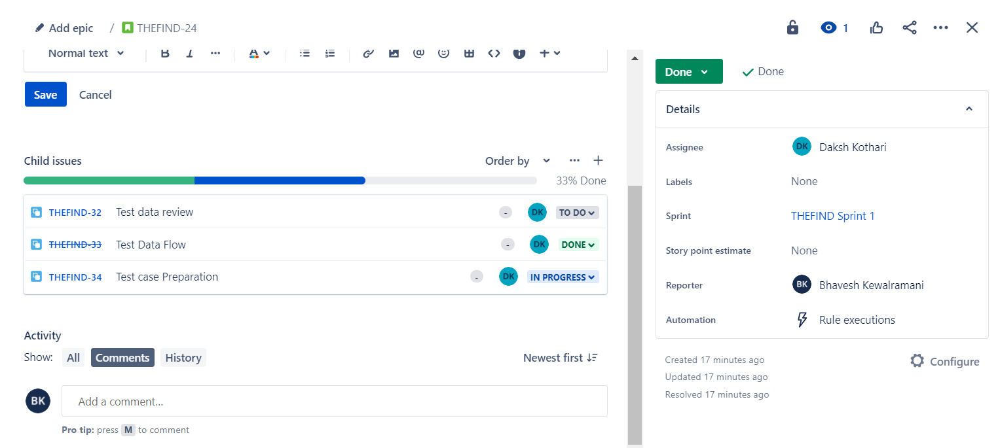 Add epic / THEFIND-24
1
Normal text B I ... A
Save Cancel
Child issues Order by
33% Done
THEFIND-32 Test data review - DK TO DO
THEFIND-33 Test Data Flow - DK DONE
THEFIND-34 Test case Preparation - DK IN PROGRESS
Activity
Show: All Comments History Newest first
BK Add a comment...
Pro tip: press M to comment
Done Done
Details
Assignee DK Daksh Kothari
Labels None
Sprint THEFIND Sprint 1
Story point estimate None
Reporter BK Bhavesh Kewalramani
Automation Rule executions
Created 17 minutes ago Configure
Updated 17 minutes ago
Resolved 17 minutes ago